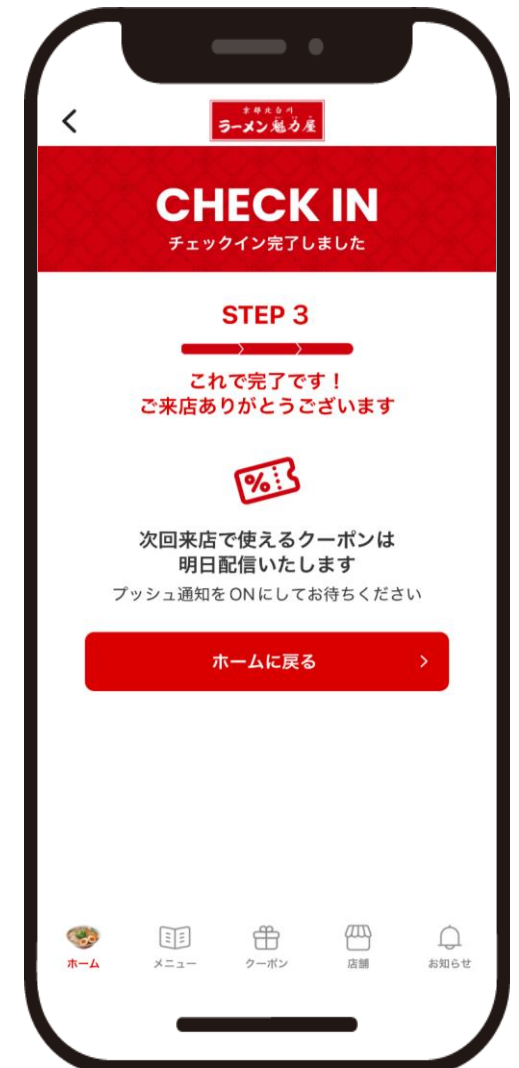 京都北白川
ラーメン魁力屋
CHECK IN
チェックイン完了しました
STEP 3
これで完了です！
ご来店ありがとうございます
%
次回来店で使えるクーポンは
明日配信いたします
プッシュ通知をONにしてお待ちください
ホームに戻る
ホーム
メニュー
クーポン
店舗
お知らせ